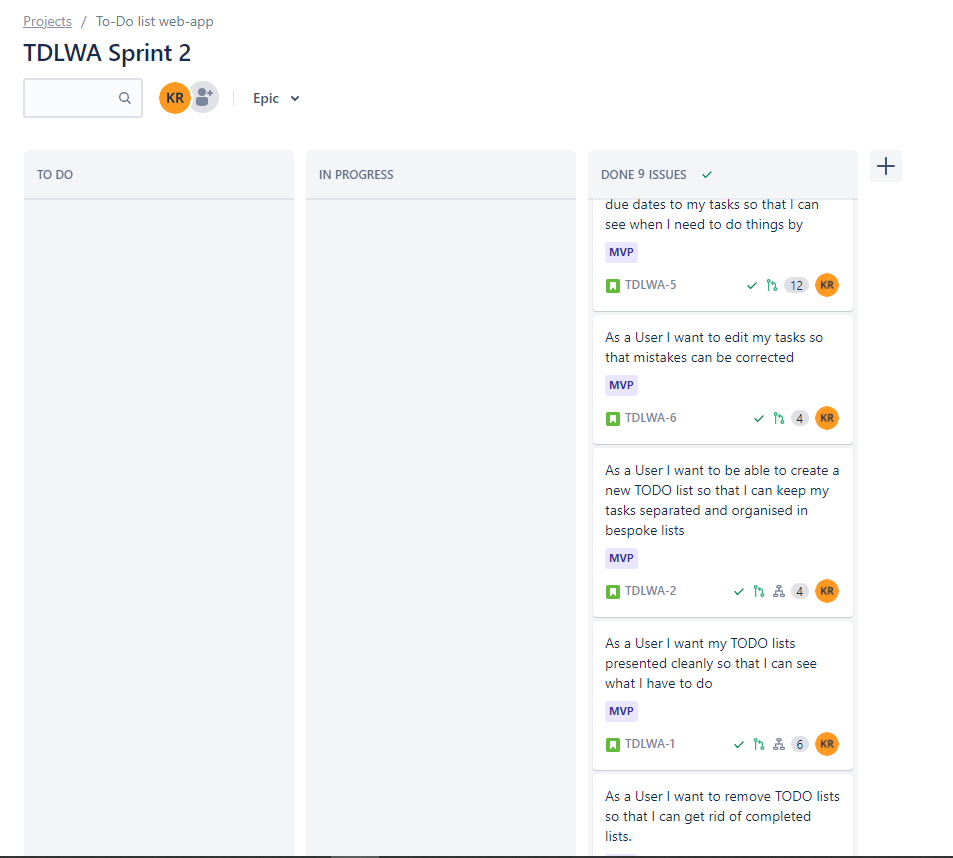 Projects / To-Do list web-app
TDLWA Sprint 2
KR
Epic
TO DO
IN PROGRESS
DONE 9 ISSUES
due dates to my tasks so that I can
see when I need to do things by
MVP
TDLWA-5 12 KR
As a User I want to edit my tasks so
that mistakes can be corrected
MVP
TDLWA-6 4 KR
As a User I want to be able to create a
new TODO list so that I can keep my
tasks separated and organised in
bespoke lists
MVP
TDLWA-2 4 KR
As a User I want my TODO lists
presented cleanly so that I can see
what I have to do
MVP
TDLWA-1 6 KR
As a User I want to remove TODO lists
so that I can get rid of completed
lists.